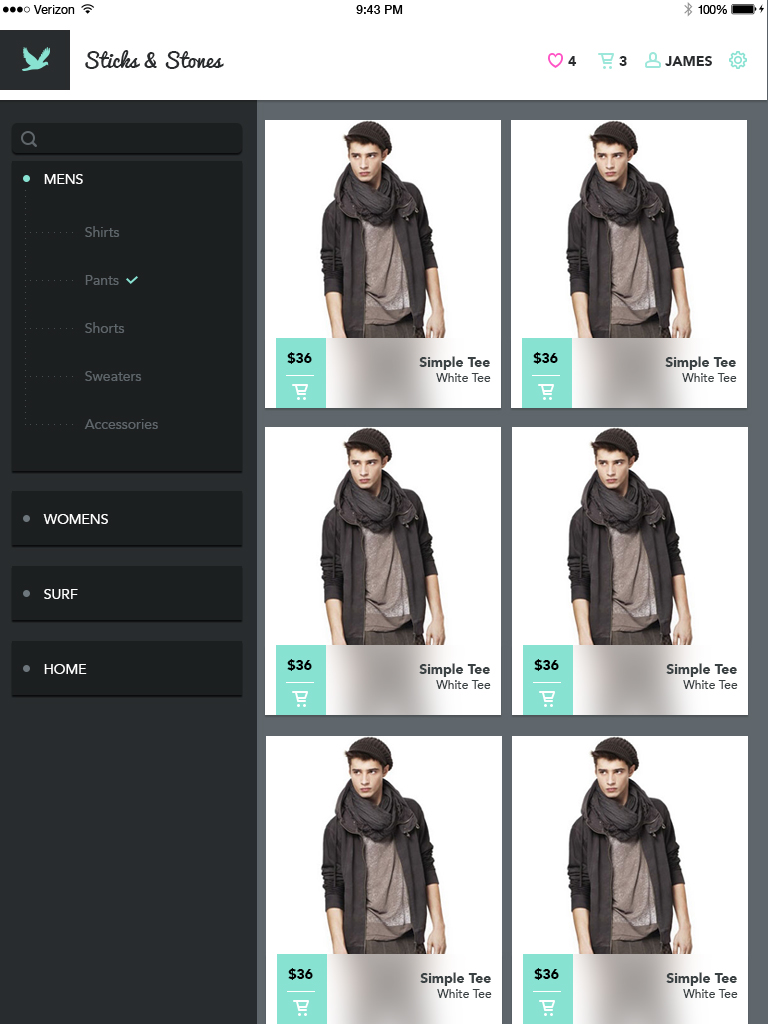 Verizon 9:43 PM 100%
Sticks & Stones 4 3 JAMES
MENS
Shirts
Pants
Shorts
Sweaters
Accessories
WOMENS
SURF
HOME
$36
Simple Tee
White Tee
$36
Simple Tee
White Tee
$36
Simple Tee
White Tee
$36
Simple Tee
White Tee
$36
Simple Tee
White Tee
$36
Simple Tee
White Tee